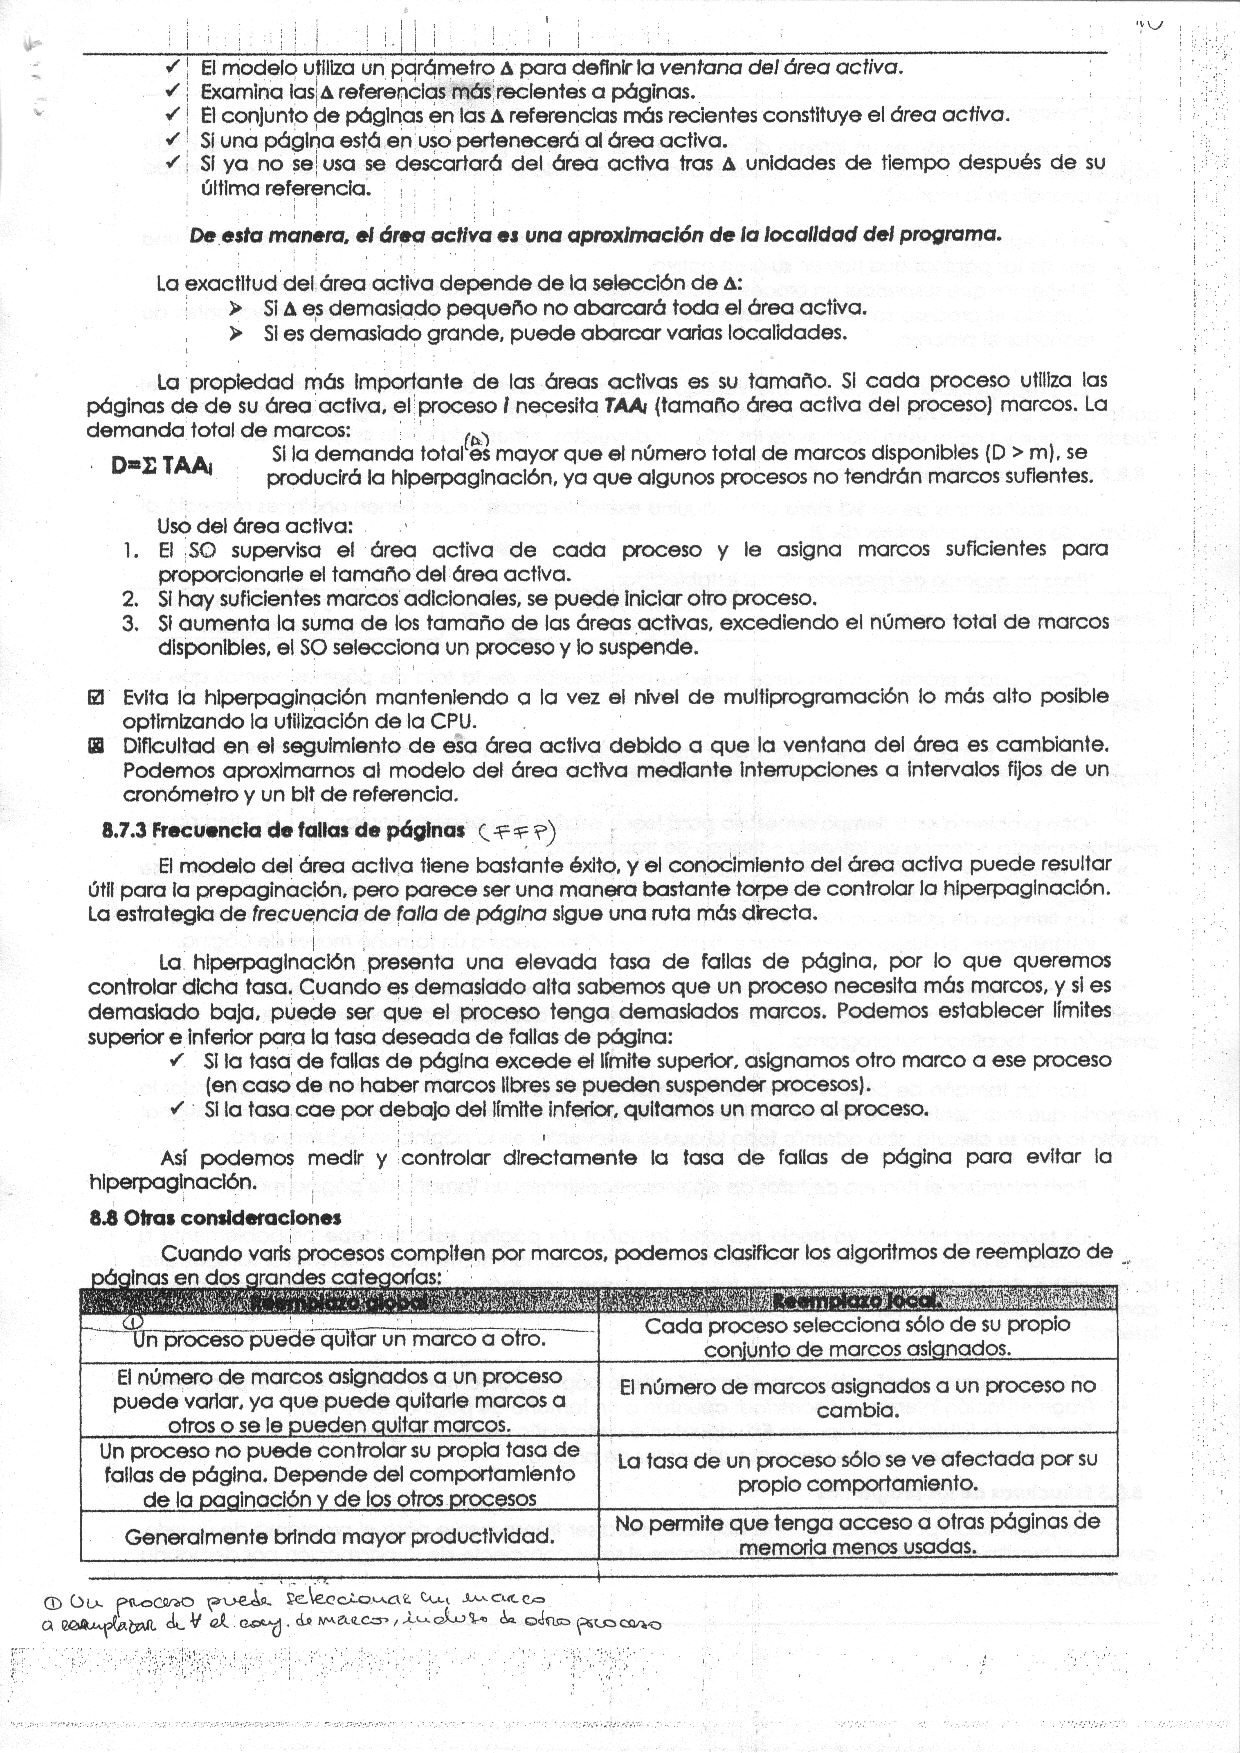 ✓ El modelo utiliza un parámetro Δ para definir la ventana del área activa.
✓ Examina las Δ referencias más recientes a páginas.
✓ El conjunto de páginas en las Δ referencias más recientes constituye el área activa.
✓ Si una página está en uso pertenecerá al área activa.
✓ Si ya no se usa se descartará del área activa tras Δ unidades de tiempo después de su
última referencia.
De esta manera, el área activa es una aproximación de la localidad del programa.
La exactitud del área activa depende de la selección de Δ:
➢ Si Δ es demasiado pequeño no abarcará toda el área activa.
➢ Si es demasiado grande, puede abarcar varias localidades.
La propiedad más importante de las áreas activas es su tamaño. Si cada proceso utiliza las
páginas de de su área activa, el proceso i necesita TAAi (tamaño área activa del proceso) marcos. La
demanda total de marcos:
(D)
D=Σ TAAi Si la demanda total es mayor que el número total de marcos disponibles (D > m), se
producirá la hiperpaginación, ya que algunos procesos no tendrán marcos sufientes.
Uso del área activa:
1. El SO supervisa el área activa de cada proceso y le asigna marcos suficientes para
proporcionarle el tamaño del área activa.
2. Si hay suficientes marcos adicionales, se puede iniciar otro proceso.
3. Si aumenta la suma de los tamaño de las áreas activas, excediendo el número total de marcos
disponibles, el SO selecciona un proceso y lo suspende.
☑ Evita la hiperpaginación manteniendo a la vez el nivel de multiprogramación lo más alto posible
optimizando la utilización de la CPU.
☒ Dificultad en el seguimiento de esa área activa debido a que la ventana del área es cambiante.
Podemos aproximarnos al modelo del área activa mediante interrupciones a intervalos fijos de un
cronómetro y un bit de referencia.
8.7.3 Frecuencia de fallas de páginas (FFP)
El modelo del área activa tiene bastante éxito, y el conocimiento del área activa puede resultar
útil para la prepaginación, pero parece ser una manera bastante torpe de controlar la hiperpaginación.
La estrategia de frecuencia de falla de página sigue una ruta más directa.
La hiperpaginación presenta una elevada tasa de fallas de página, por lo que queremos
controlar dicha tasa. Cuando es demasiado alta sabemos que un proceso necesita más marcos, y si es
demasiado baja, puede ser que el proceso tenga demasiados marcos. Podemos establecer límites
superior e inferior para la tasa deseada de fallas de página:
✓ Si la tasa de fallas de página excede el límite superior, asignamos otro marco a ese proceso
(en caso de no haber marcos libres se pueden suspender procesos).
✓ Si la tasa cae por debajo del límite inferior, quitamos un marco al proceso.
Así podemos medir y controlar directamente la tasa de fallas de página para evitar la
hiperpaginación.
8.8 Otras consideraciones
Cuando varis procesos compiten por marcos, podemos clasificar los algoritmos de reemplazo de
páginas en dos grandes categorías:
Reemplazo global Reemplazo local.
①
Un proceso puede quitar un marco a otro.
Cada proceso selecciona sólo de su propio
conjunto de marcos asignados.
El número de marcos asignados a un proceso
puede variar, ya que puede quitarle marcos a
otros o se le pueden quitar marcos.
El número de marcos asignados a un proceso no
cambia.
Un proceso no puede controlar su propia tasa de
fallas de página. Depende del comportamiento
de la paginación y de los otros procesos
La tasa de un proceso sólo se ve afectada por su
propio comportamiento.
Generalmente brinda mayor productividad.
No permite que tenga acceso a otras páginas de
memoria menos usadas.
① Un proceso puede seleccionar un marco
a reemplazar de ∀ el conj. de marcos, incluso de otro proceso